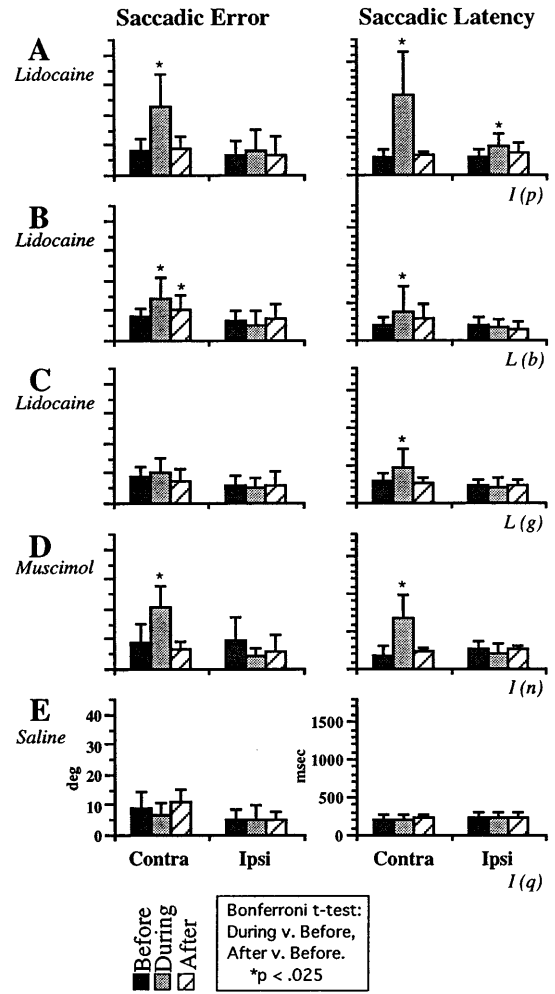 Saccadic Error Saccadic Latency
A
Lidocaine
*
*
*
I (p)
B
Lidocaine
*
*
*
L (b)
C
Lidocaine
*
L (g)
D
Muscimol
*
*
I (n)
E
Saline
deg
40
30
20
10
0
msec
1500
1000
500
0
Contra Ipsi Contra Ipsi
I (q)
Before
During
After
Bonferroni t-test:
During v. Before,
After v. Before.
*p < .025